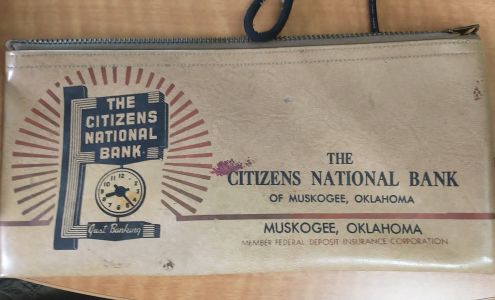 THE
CITIZENS
NATIONAL
BANK
Just Banking
THE
CITIZENS NATIONAL BANK
OF MUSKOGEE, OKLAHOMA
MUSKOGEE, OKLAHOMA
MEMBER FEDERAL DEPOSIT INSURANCE CORPORATION